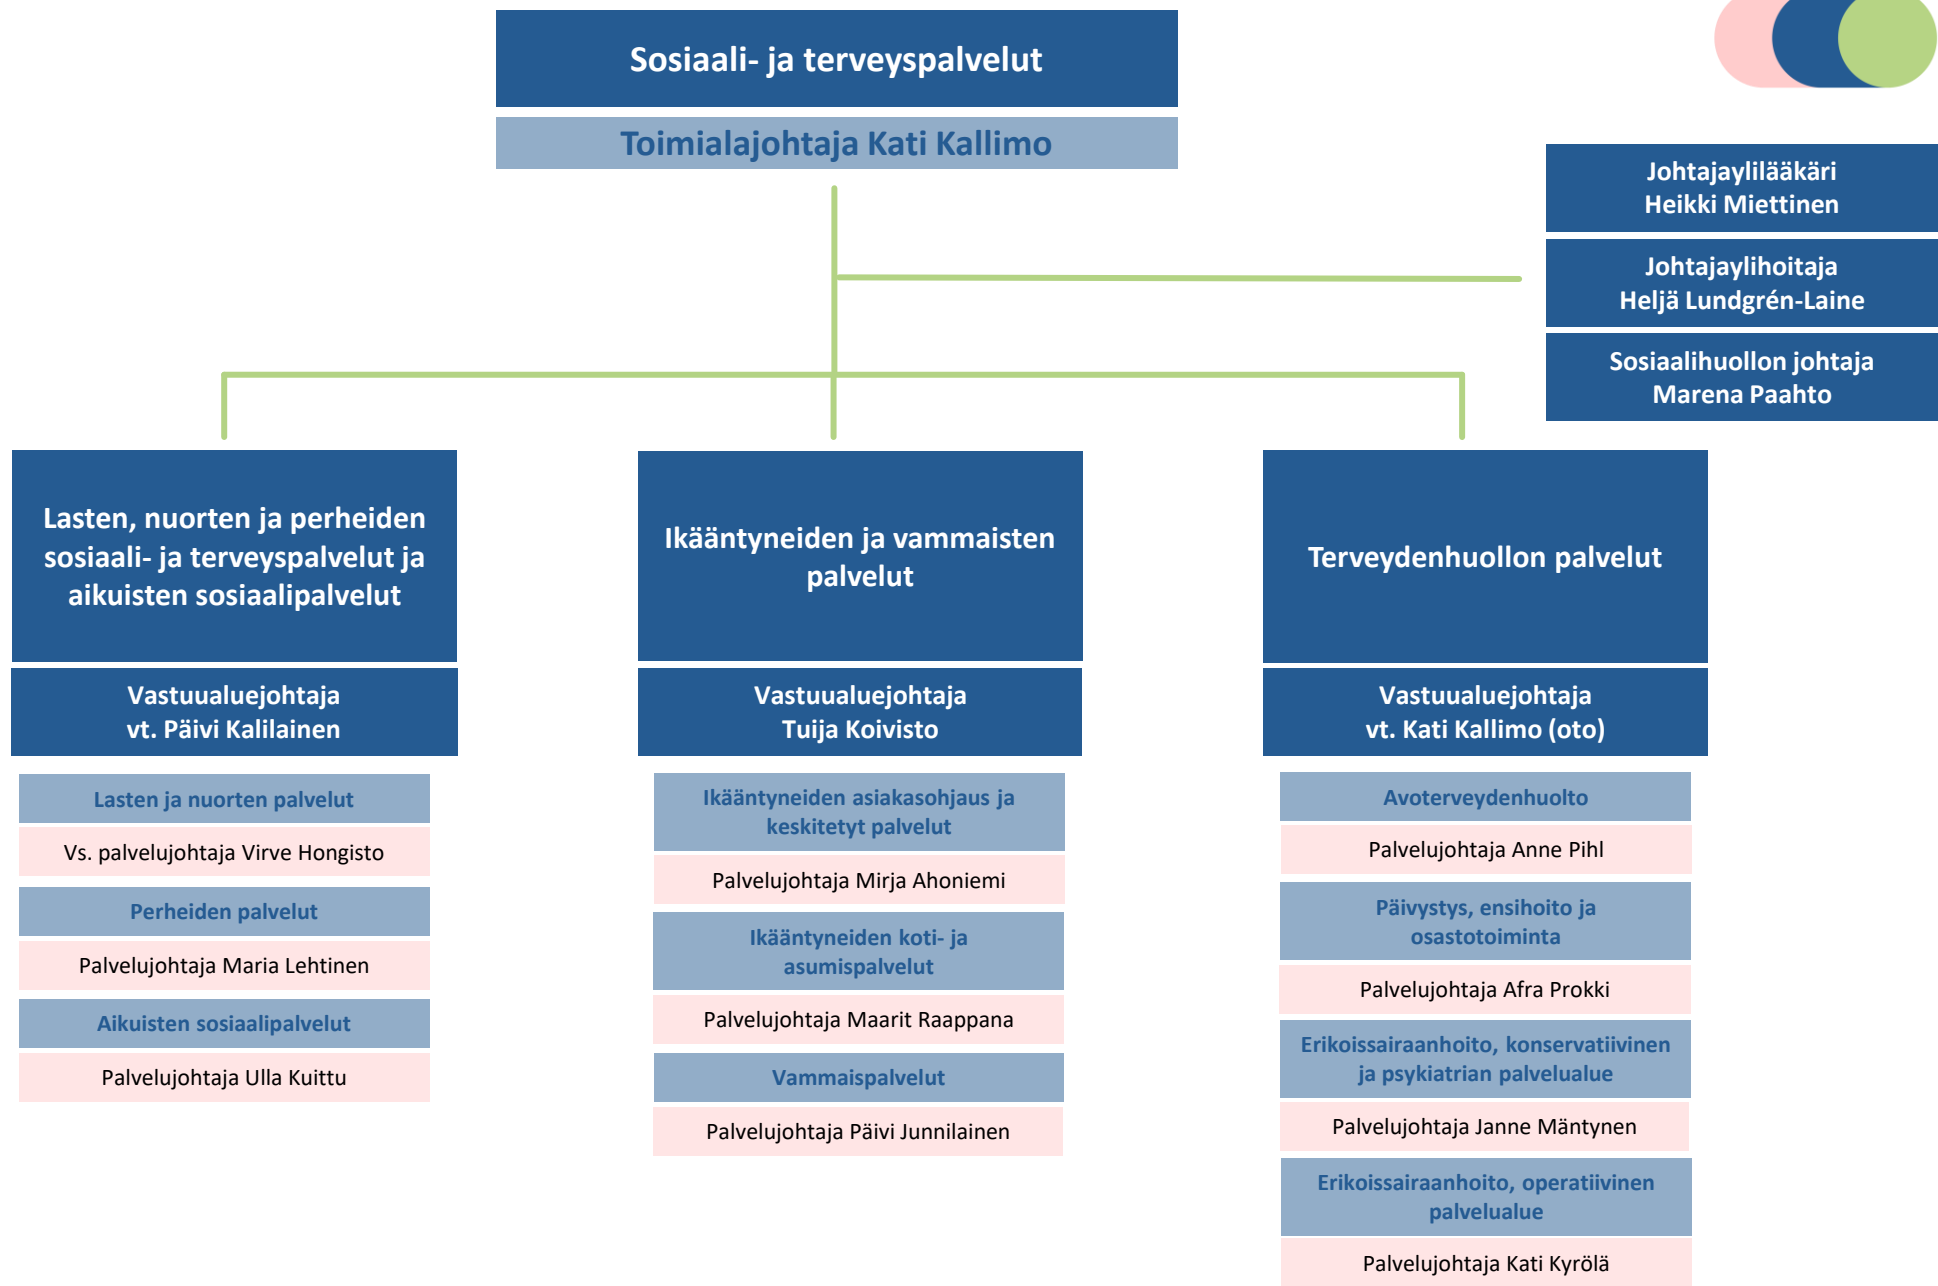 Sosiaali- ja terveyspalvelut
Toimialajohtaja Kati Kallimo
Johtajaylilääkäri
Heikki Miettinen
Johtajaylihoitaja
Heljä Lundgrén-Laine
Sosiaalihuollon johtaja
Marena Paahto
Lasten, nuorten ja perheiden
sosiaali- ja terveyspalvelut ja
aikuisten sosiaalipalvelut
Vastuualuejohtaja
vt. Päivi Kalilainen
Lasten ja nuorten palvelut
Vs. palvelujohtaja Virve Hongisto
Perheiden palvelut
Palvelujohtaja Maria Lehtinen
Aikuisten sosiaalipalvelut
Palvelujohtaja Ulla Kuittu
Ikääntyneiden ja vammaisten
palvelut
Vastuualuejohtaja
Tuija Koivisto
Ikääntyneiden asiakasohjaus ja
keskitetyt palvelut
Palvelujohtaja Mirja Ahoniemi
Ikääntyneiden koti- ja
asumispalvelut
Palvelujohtaja Maarit Raappana
Vammaispalvelut
Palvelujohtaja Päivi Junnilainen
Terveydenhuollon palvelut
Vastuualuejohtaja
vt. Kati Kallimo (oto)
Avoterveydenhuolto
Palvelujohtaja Anne Pihl
Päivystys, ensihoito ja
osastotoiminta
Palvelujohtaja Afra Prokki
Erikoissairaanhoito, konservatiivinen
ja psykiatrian palvelualue
Palvelujohtaja Janne Mäntynen
Erikoissairaanhoito, operatiivinen
palvelualue
Palvelujohtaja Kati Kyrölä